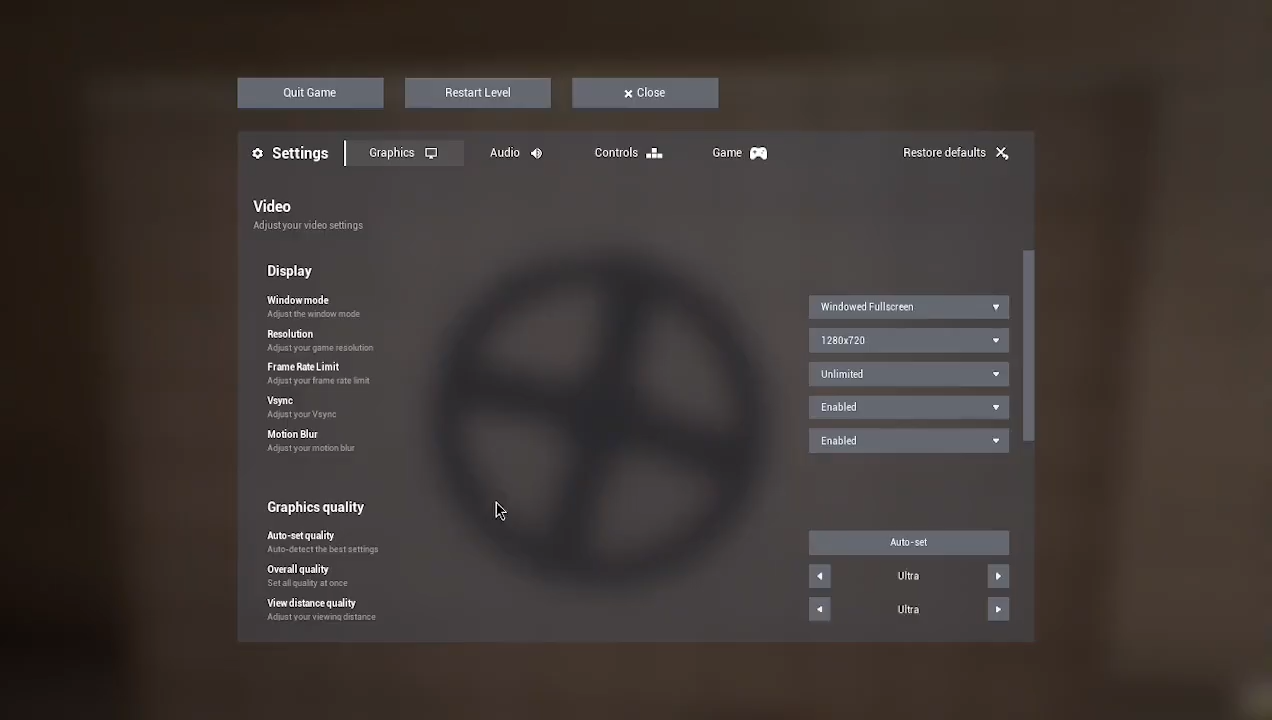 Quit Game
Restart Level
Close
Settings
Graphics
Audio
Controls
Game
Restore defaults
Video
Adjust your video settings
Display
Window mode
Adjust the window mode
Windowed Fullscreen
Resolution
Adjust your game resolution
1280x720
Frame Rate Limit
Adjust your frame rate limit
Unlimited
Vsync
Adjust your Vsync
Enabled
Motion Blur
Adjust your motion blur
Enabled
Graphics quality
Auto-set quality
Auto-detect the best settings
Auto-set
Overall quality
Set all quality at once
Ultra
View distance quality
Adjust your viewing distance
Ultra